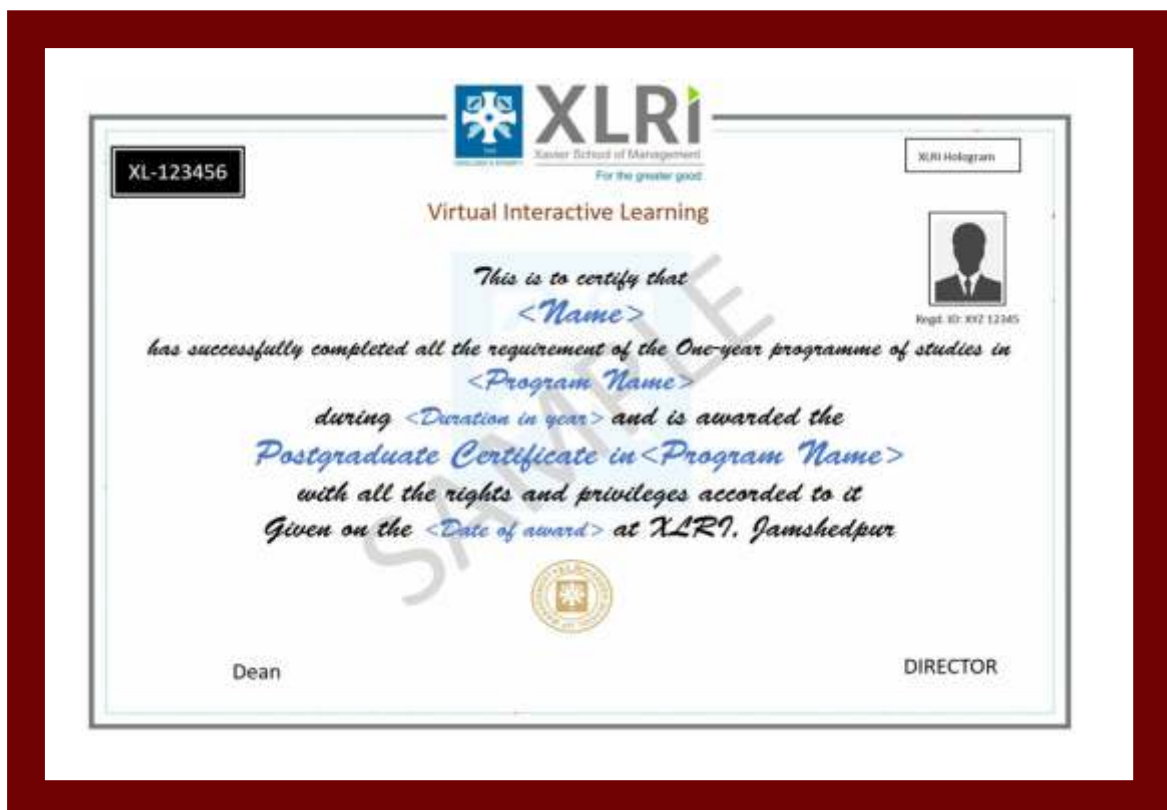 XLRi
Xavier School of Management
For the greater good
XL-123456
XLRI Hologram
Virtual Interactive Learning
Regd. ID: XYZ 12345
This is to certify that
<Name>
has successfully completed all the requirement of the One-year programme of studies in
<Program Name>
during <Duration in year> and is awarded the
Postgraduate Certificate in<Program Name>
with all the rights and privileges accorded to it
Given on the <Date of award> at XLRI, Jamshedpur
SAMPLE
Dean
DIRECTOR